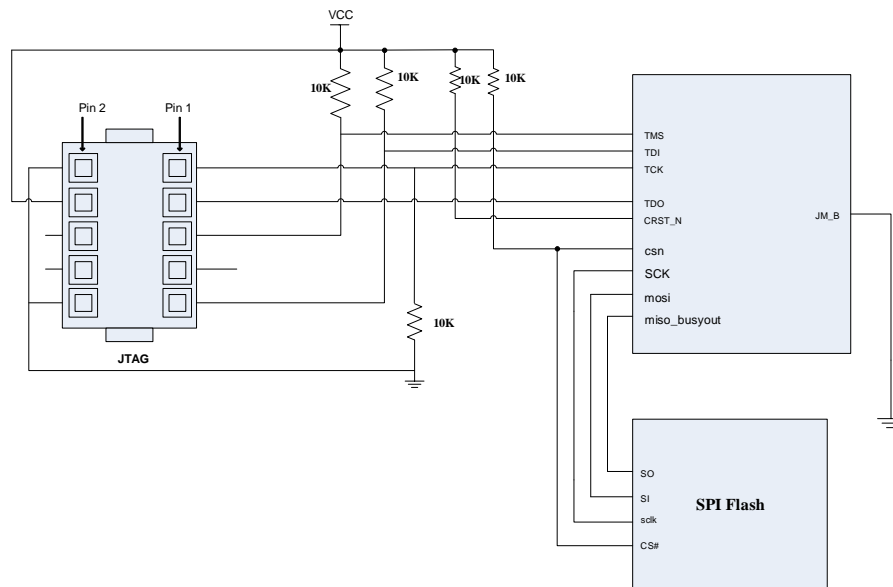 VCC
10K
10K
10K
10K
Pin 2
Pin 1
TMS
TDI
TCK
TDO
CRST_N
csn
SCK
mosi
miso_busyout
JM_B
10K
JTAG
SO
SI
sclk
CS#
SPI Flash